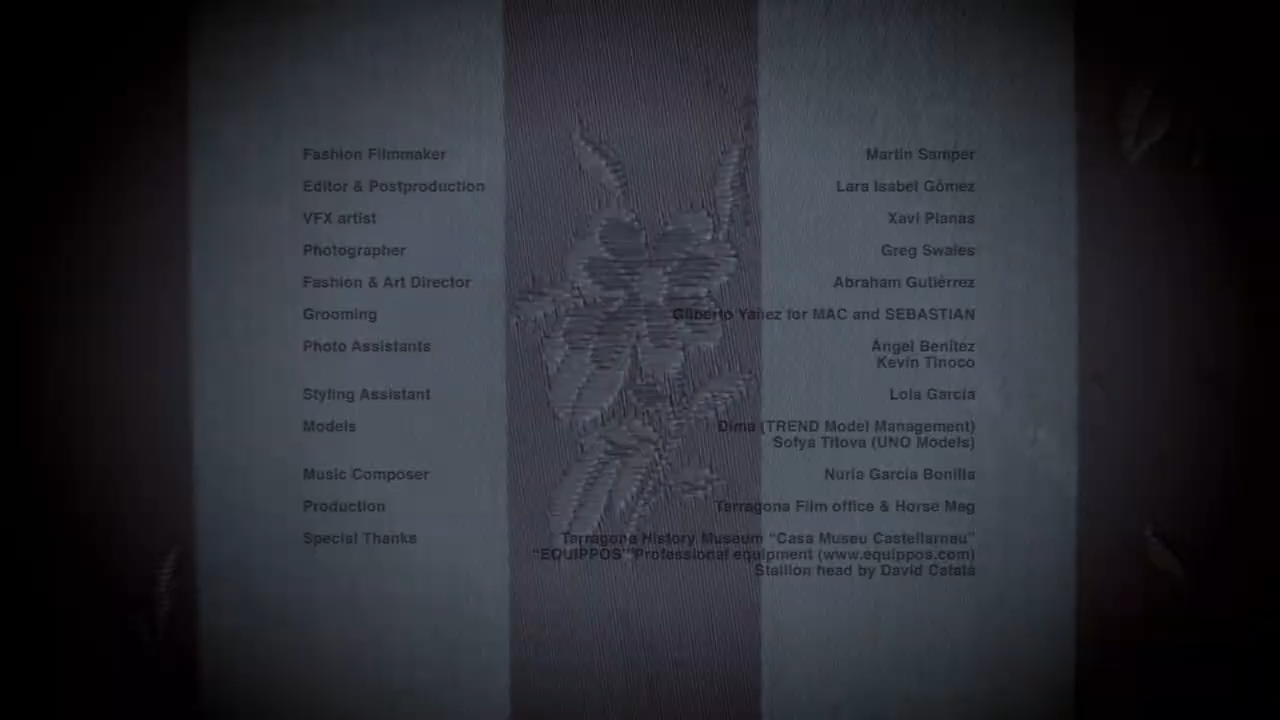 Fashion Filmmaker Martin Samper
Editor & Postproduction Lara Isabel Gómez
VFX artist Xavi Planas
Photographer Greg Swales
Fashion & Art Director Abraham Gutiérrez
Grooming Gilberto Yañez for MAC and SEBASTIAN
Photo Assistants Ángel Benítez
Kevin Tinoco
Styling Assistant Lola García
Models Dima (TREND Model Management)
Sofya Titova (UNO Models)
Music Composer Nuria García Bonilla
Production Tarragona Film office & Horse Mag
Special Thanks Tarragona History Museum “Casa Museu Castellarnau”
“EQUIPPOS” Professional equipment (www.equippos.com)
Stallion head by David Català